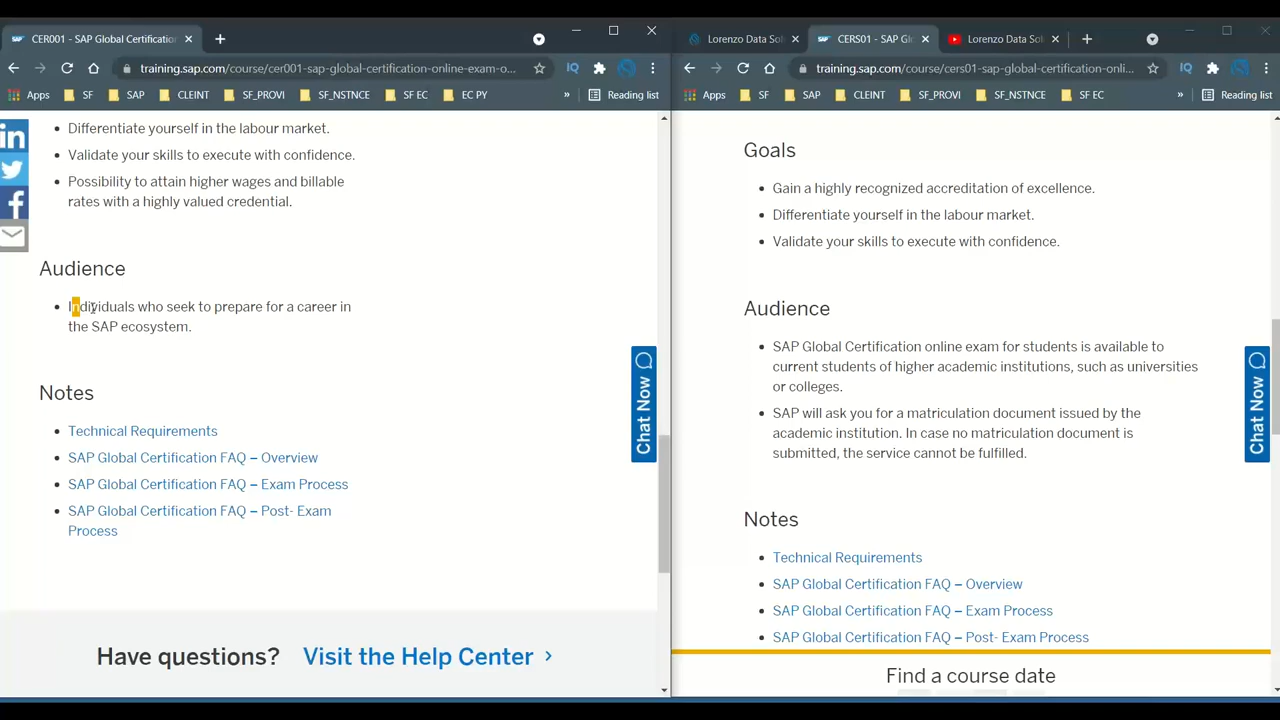 CER001 - SAP Global Certification
training.sap.com/course/cer001-sap-global-certification-online-exam-o...
Apps SF SAP CLEINT SF_PROVI SF_NSTNCE SF EC EC PY » Reading list
Differentiate yourself in the labour market.
Validate your skills to execute with confidence.
Possibility to attain higher wages and billable
rates with a highly valued credential.
Audience
Individuals who seek to prepare for a career in
the SAP ecosystem.
Notes
Technical Requirements
SAP Global Certification FAQ – Overview
SAP Global Certification FAQ – Exam Process
SAP Global Certification FAQ – Post- Exam
Process
Chat Now
Have questions? Visit the Help Center >
Lorenzo Data Sol
CERS01 - SAP Gl
Lorenzo Data Sol
training.sap.com/course/cers01-sap-global-certification-onli...
Apps SF SAP CLEINT SF_PROVI SF_NSTNCE SF EC » Reading list
Goals
Gain a highly recognized accreditation of excellence.
Differentiate yourself in the labour market.
Validate your skills to execute with confidence.
Audience
SAP Global Certification online exam for students is available to
current students of higher academic institutions, such as universities
or colleges.
SAP will ask you for a matriculation document issued by the
academic institution. In case no matriculation document is
submitted, the service cannot be fulfilled.
Notes
Technical Requirements
SAP Global Certification FAQ – Overview
SAP Global Certification FAQ – Exam Process
SAP Global Certification FAQ – Post- Exam Process
Chat Now
Find a course date